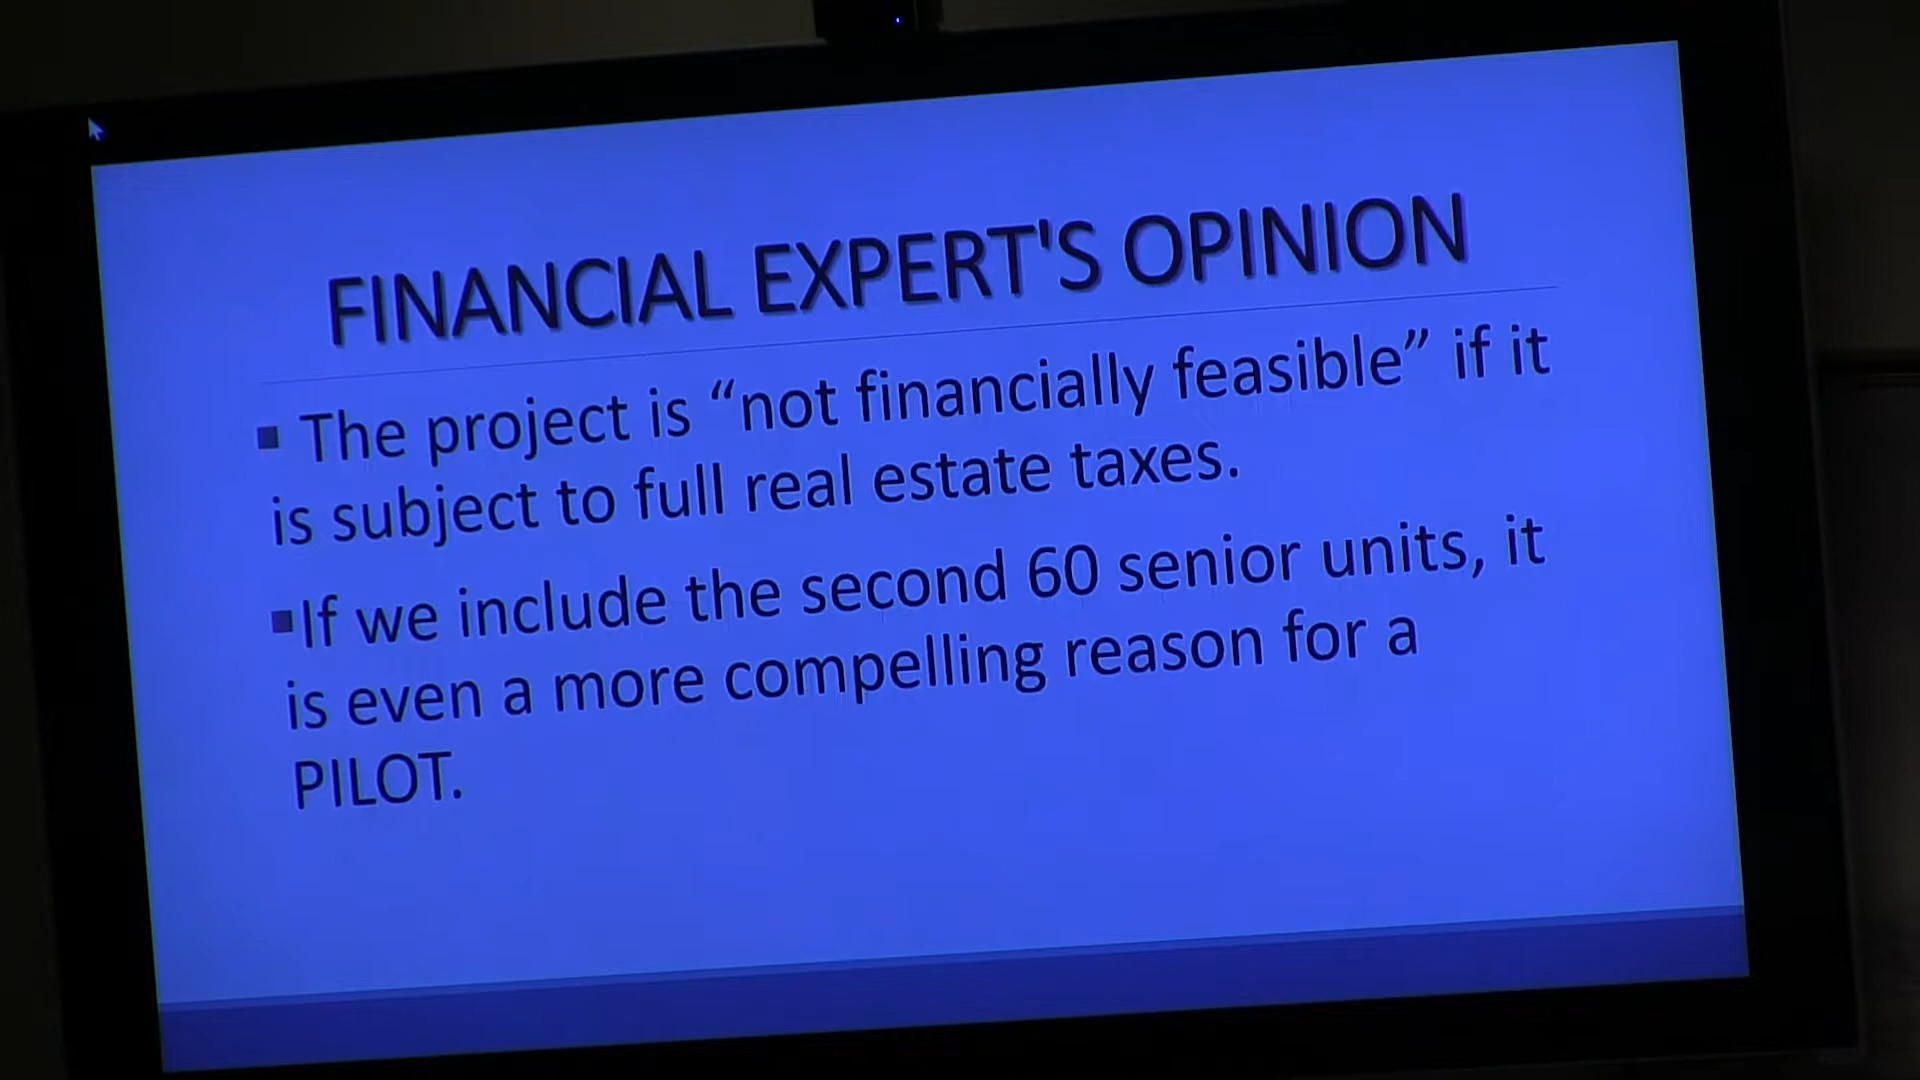 FINANCIAL EXPERT'S OPINION
▪ The project is “not financially feasible” if it
is subject to full real estate taxes.
▪If we include the second 60 senior units, it
is even a more compelling reason for a
PILOT.